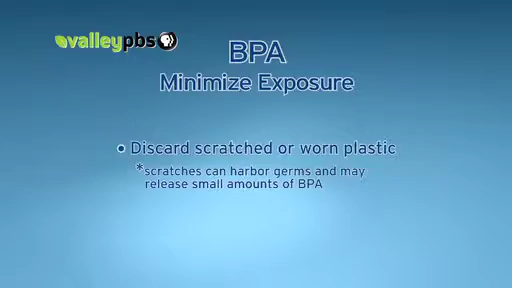 valleypbs
BPA
Minimize Exposure
• Discard scratched or worn plastic
*scratches can harbor germs and may
release small amounts of BPA